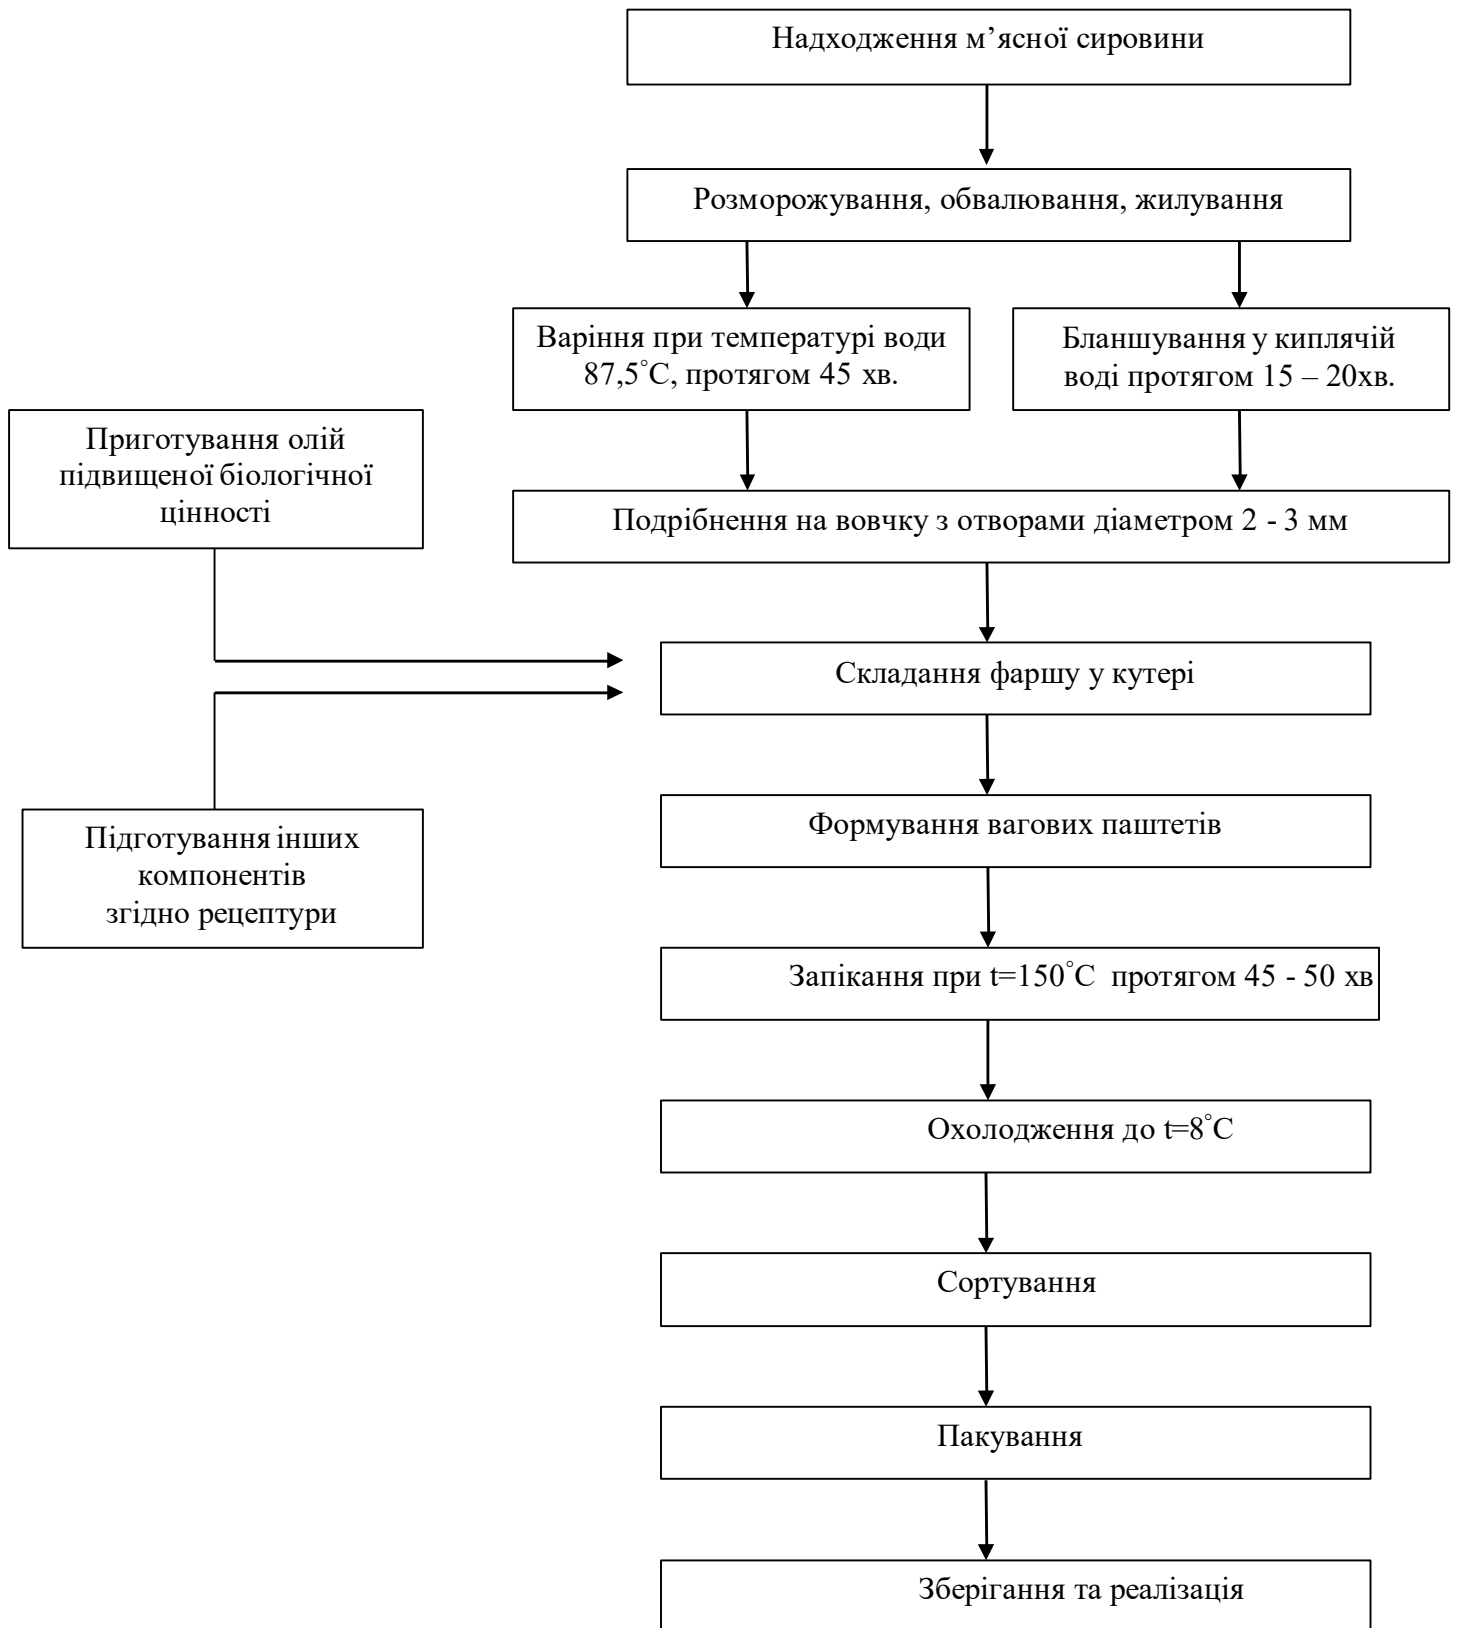 Надходження м’ясної сировини
Розморожування, обвалювання, жилування
Варіння при температурі води
87,5°С, протягом 45 хв.
Бланшування у киплячій
воді протягом 15 – 20хв.
Приготування олій
підвищеної біологічної
цінності
Подрібнення на вовчку з отворами діаметром 2 - 3 мм
Складання фаршу у кутері
Формування вагових паштетів
Підготування інших
компонентів
згідно рецептури
Запікання при t=150°С протягом 45 - 50 хв
Охолодження до t=8°С
Сортування
Пакування
Зберігання та реалізація